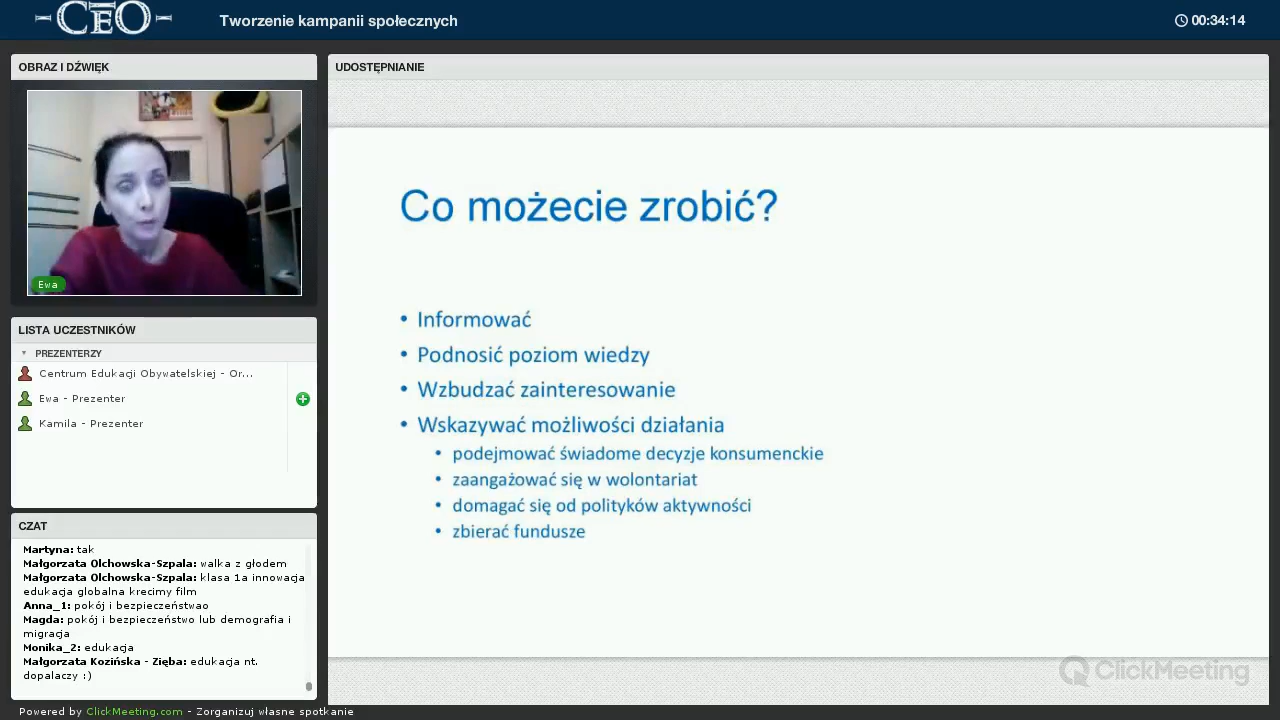 CEO
Tworzenie kampanii społecznych
00:34:14
OBRAZ I DŹWIĘK
UDOSTĘPNIANIE
Ewa
LISTA UCZESTNIKÓW
PREZENTERZY
Centrum Edukacji Obywatelskiej - Or...
Ewa - Prezenter
Kamila - Prezenter
CZAT
Martyna: tak
Małgorzata Olchowska-Szpala: walka z głodem
Małgorzata Olchowska-Szpala: klasa 1a innowacja
edukacja globalna krecimy film
Anna_1: pokój i bezpieczeństwao
Magda: pokój i bezpieczeństwo lub demografia i
migracja
Monika_2: edukacja
Małgorzata Kozińska - Zięba: edukacja nt.
dopalaczy :)
Co możecie zrobić?
• Informować
• Podnosić poziom wiedzy
• Wzbudzać zainteresowanie
• Wskazywać możliwości działania
• podejmować świadome decyzje konsumenckie
• zaangażować się w wolontariat
• domagać się od polityków aktywności
• zbierać fundusze
ClickMeeting
Powered by ClickMeeting.com - Zorganizuj własne spotkanie